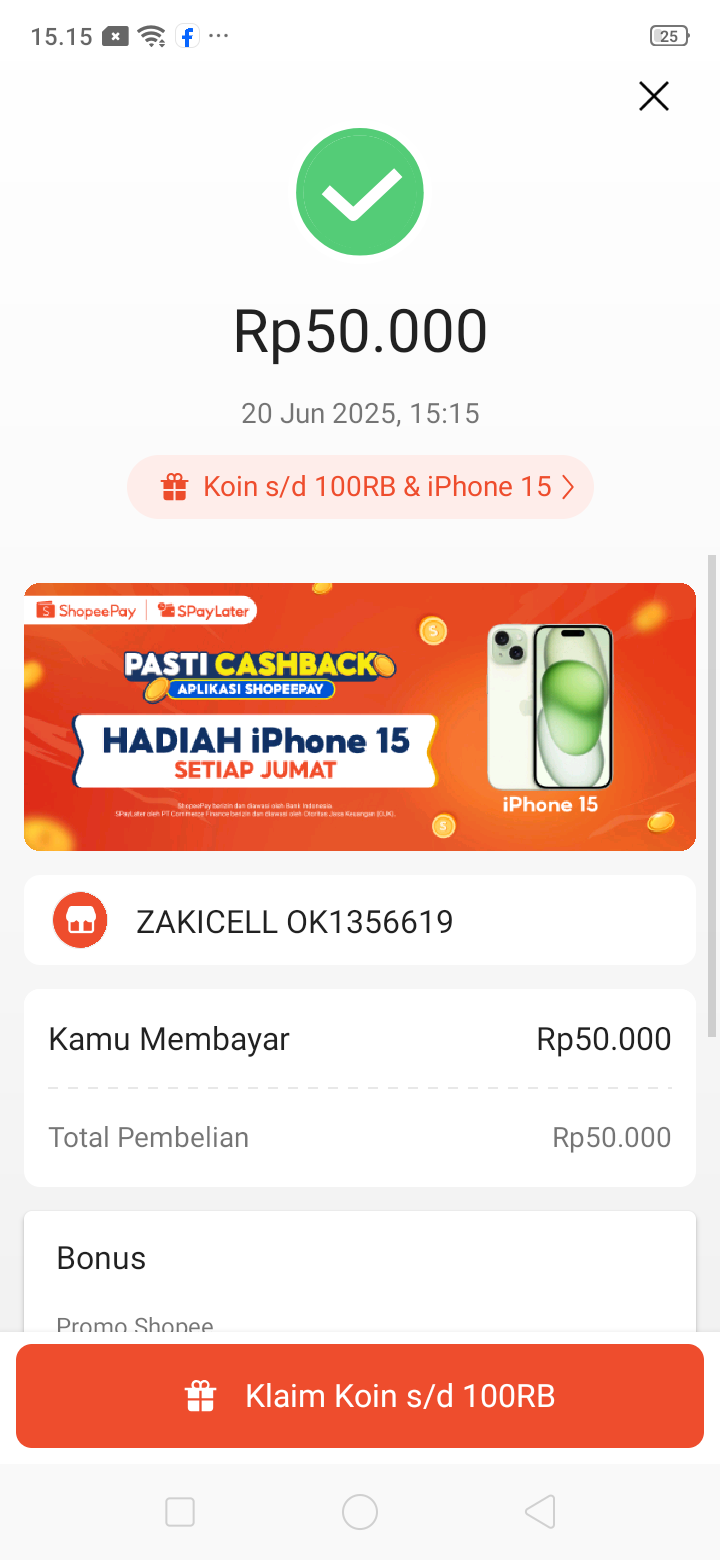 15.15
25
Rp50.000
20 Jun 2025, 15:15
Koin s/d 100RB & iPhone 15
ShopeePay SPayLater
PASTI CASHBACK
APLIKASI SHOPEEPAY
HADIAH iPhone 15
SETIAP JUMAT
ShopeePay berizin dan diawasi oleh Bank Indonesia.
SPayLater oleh PT Commerce Finance berizin dan diawasi oleh Otoritas Jasa Keuangan (OJK).
iPhone 15
ZAKICELL OK1356619
Kamu Membayar Rp50.000
Total Pembelian Rp50.000
Bonus
Promo Shopee
Klaim Koin s/d 100RB